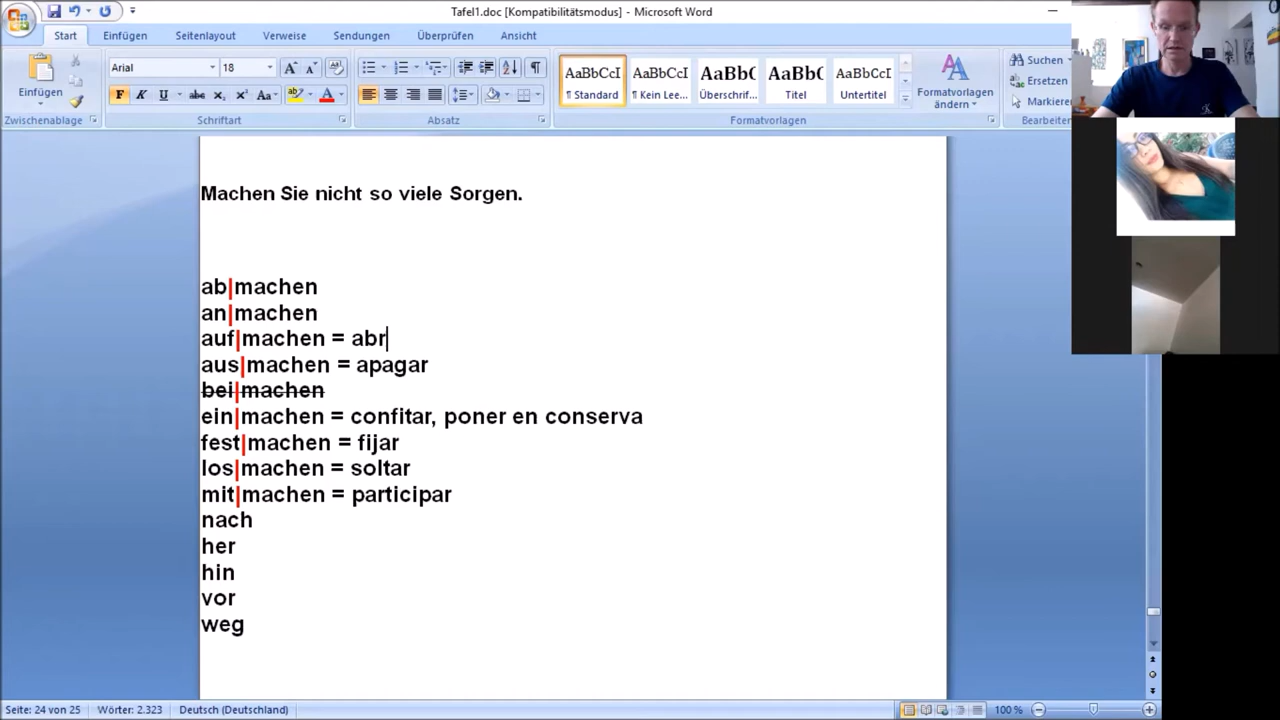 Tafel1.doc [Kompatibilitätsmodus] - Microsoft Word
Start Einfügen Seitenlayout Verweise Sendungen Überprüfen Ansicht
Einfügen
Zwischenablage
Arial 18
F K U abc x₂ x² Aa
Schriftart
Absatz
AaBbCcI AaBbCcI AaBbC AaBbC AaBbCcI
¶ Standard ¶ Kein Lee... Überschrif... Titel Untertitel
Formatvorlagen
Formatvorlagen ändern
Suchen
Ersetzen
Markieren
Bearbeiten
Machen Sie nicht so viele Sorgen.
ab|machen
an|machen
auf|machen = abr
aus|machen = apagar
bei|machen
ein|machen = confitar, poner en conserva
fest|machen = fijar
los|machen = soltar
mit|machen = participar
nach
her
hin
vor
weg
Seite: 24 von 25 Wörter: 2.323 Deutsch (Deutschland) 100 %